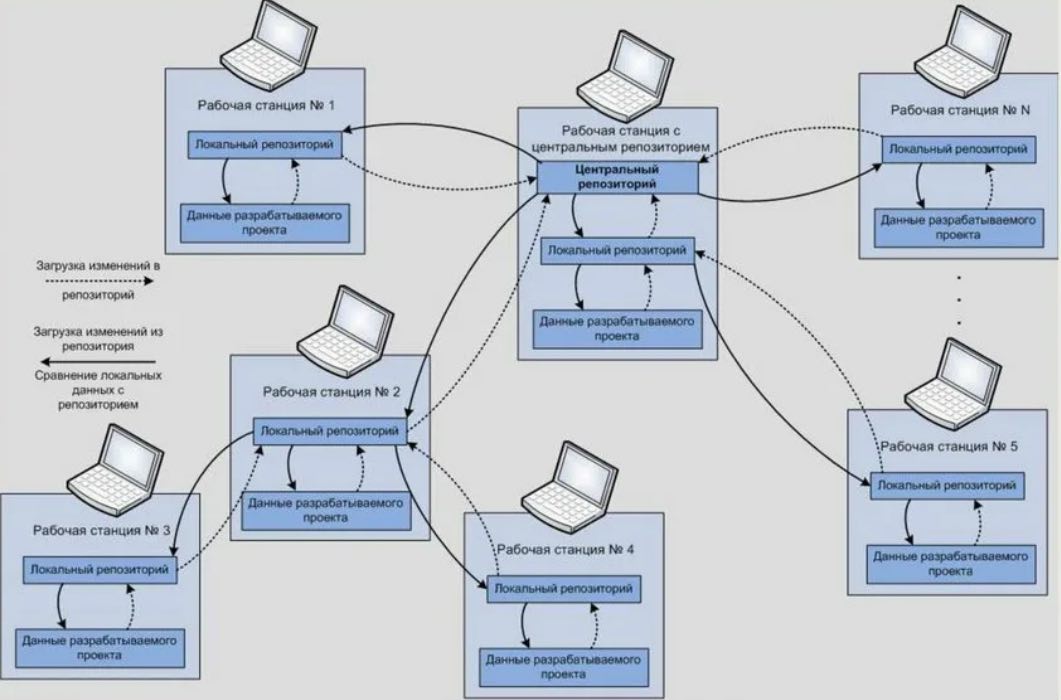 Рабочая станция № 1
Локальный репозиторий
Данные разрабатываемого
проекта
Рабочая станция с
центральным репозиторием
Центральный
репозиторий
Локальный репозиторий
Данные разрабатываемого
проекта
Рабочая станция № N
Локальный репозиторий
Данные разрабатываемого
проекта
Загрузка изменений в
репозиторий
Загрузка изменений из
репозитория
Сравнение локальных
данных с
репозиторием
Рабочая станция № 2
Локальный репозиторий
Данные разрабатываемого
проекта
Рабочая станция № 5
Локальный репозиторий
Данные разрабатываемого
проекта
Рабочая станция № 3
Локальный репозиторий
Данные разрабатываемого
проекта
Рабочая станция № 4
Локальный репозиторий
Данные разрабатываемого
проекта